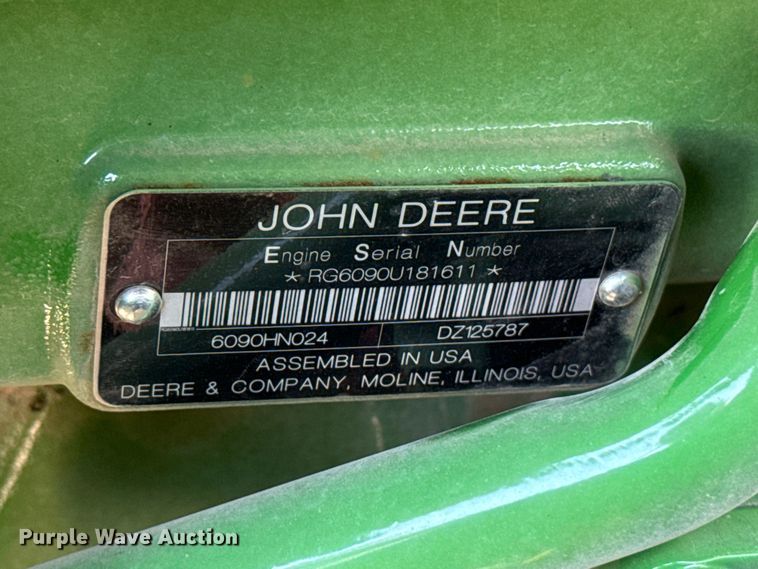 JOHN DEERE
Engine Serial Number
*RG6090U181611*
6090HN024 DZ125787
ASSEMBLED IN USA
DEERE & COMPANY, MOLINE, ILLINOIS, USA
Purple Wave Auction